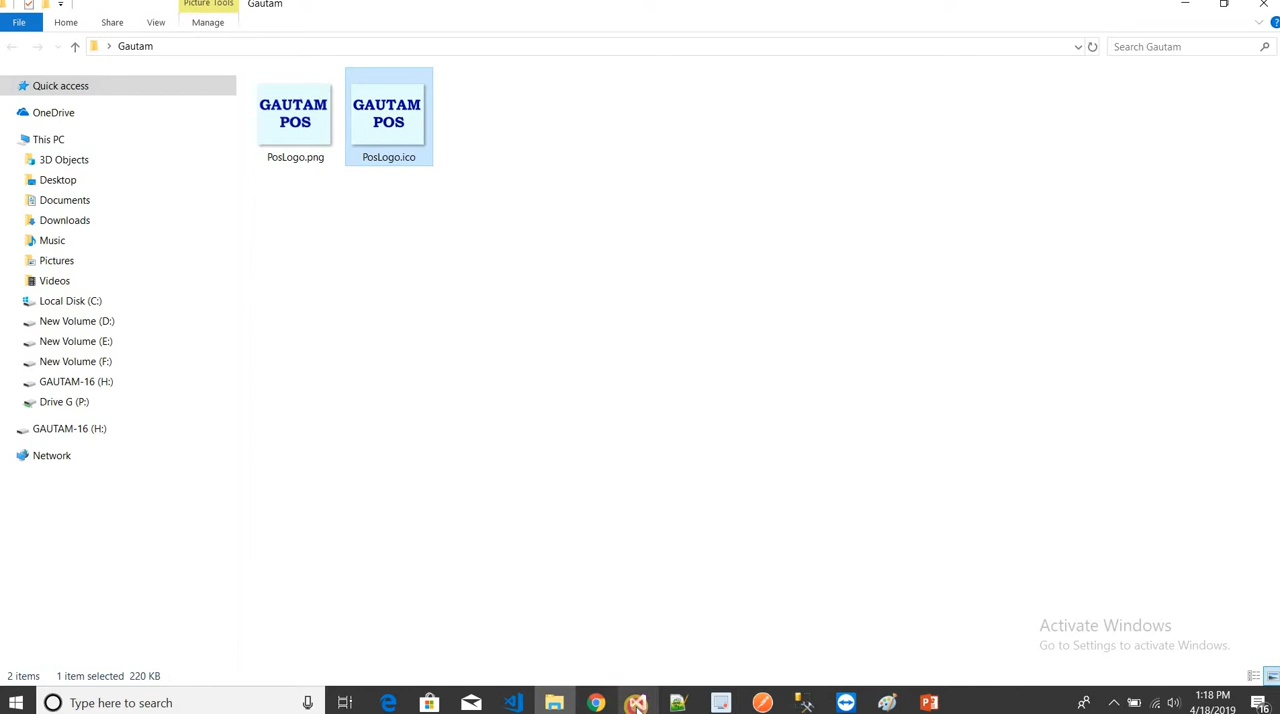 Picture Tools
Gautam
File
Home
Share
View
Manage
Gautam
Search Gautam
Quick access
OneDrive
This PC
3D Objects
Desktop
Documents
Downloads
Music
Pictures
Videos
Local Disk (C:)
New Volume (D:)
New Volume (E:)
New Volume (F:)
GAUTAM-16 (H:)
Drive G (P:)
GAUTAM-16 (H:)
Network
GAUTAM
POS
PosLogo.png
GAUTAM
POS
PosLogo.ico
Activate Windows
Go to Settings to activate Windows.
2 items
1 item selected 220 KB
Type here to search
1:18 PM
4/18/2019
16